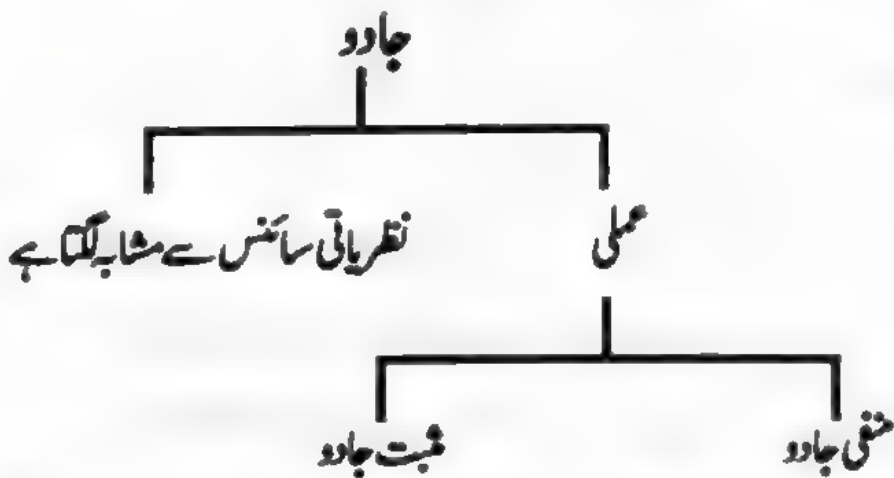 جادو
عملی
نظریاتی سائنس سے مشابہ لگتا ہے
منفی جادو
مثبت جادو